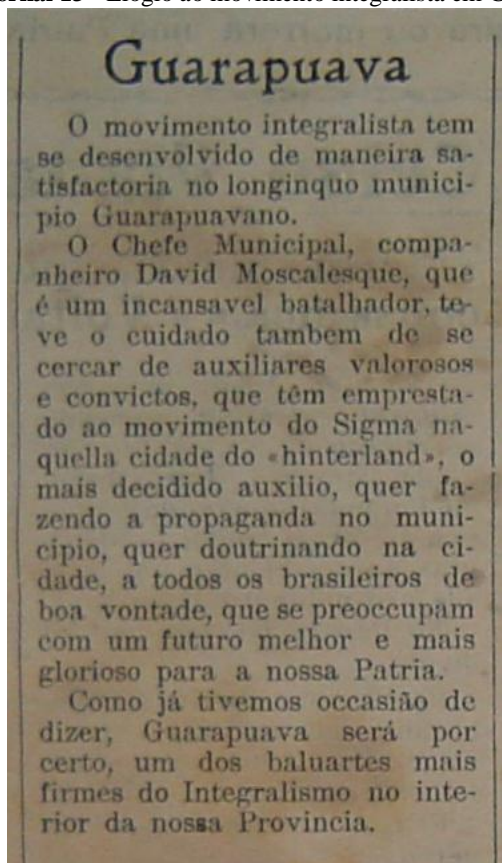 Elogio ao movimento integralista em
Guarapuava
O movimento integralista tem
se desenvolvido de maneira sa-
tisfactoria no longinquo munici-
pio Guarapuavano.
O Chefe Municipal, compa-
nheiro David Moscalesque, que
é um incansavel batalhador, te-
ve o cuidado tambem de se
cercar de auxiliares valorosos
e convictos, que têm empresta-
do ao movimento do Sigma na-
quella cidade do «hinterland», o
mais decidido auxilio, quer fa-
zendo a propaganda no muni-
cipio, quer doutrinando na ci-
dade, a todos os brasileiros de
boa vontade, que se preoccupam
com um futuro melhor e mais
glorioso para a nossa Patria.
Como já tivemos occasião de
dizer, Guarapuava será por
certo, um dos baluartes mais
firmes do Integralismo no inte-
rior da nossa Provincia.